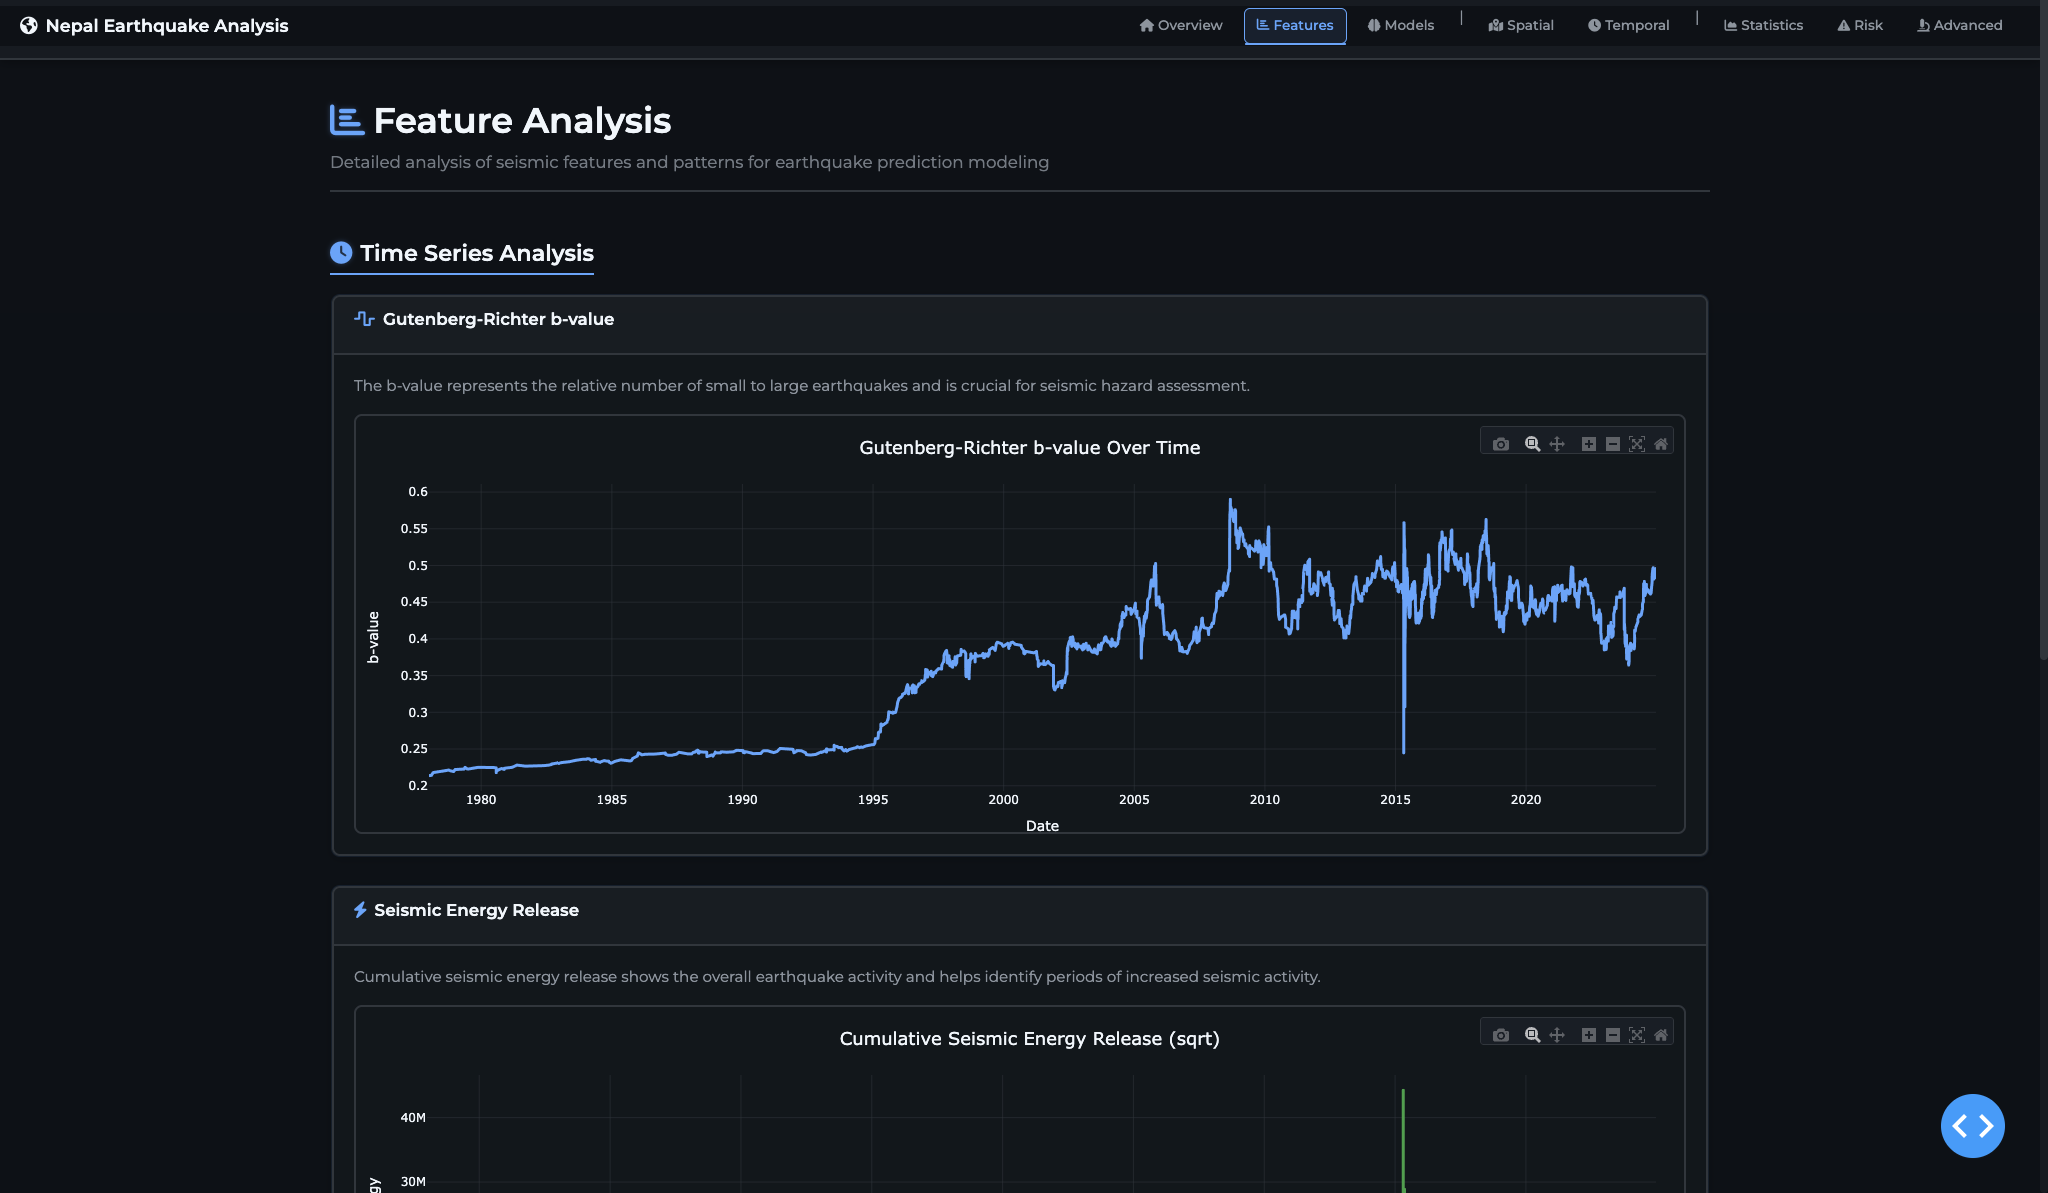 Nepal Earthquake Analysis
Overview
Features
Models
Spatial
Temporal
Statistics
Risk
Advanced
Feature Analysis
Detailed analysis of seismic features and patterns for earthquake prediction modeling
Time Series Analysis
Gutenberg-Richter b-value
The b-value represents the relative number of small to large earthquakes and is crucial for seismic hazard assessment.
Gutenberg-Richter b-value Over Time
0.6
0.55
0.5
0.45
0.4
0.35
0.3
0.25
0.2
b-value
1980 1985 1990 1995 2000 2005 2010 2015 2020
Date
Seismic Energy Release
Cumulative seismic energy release shows the overall earthquake activity and helps identify periods of increased seismic activity.
Cumulative Seismic Energy Release (sqrt)
40M
30M